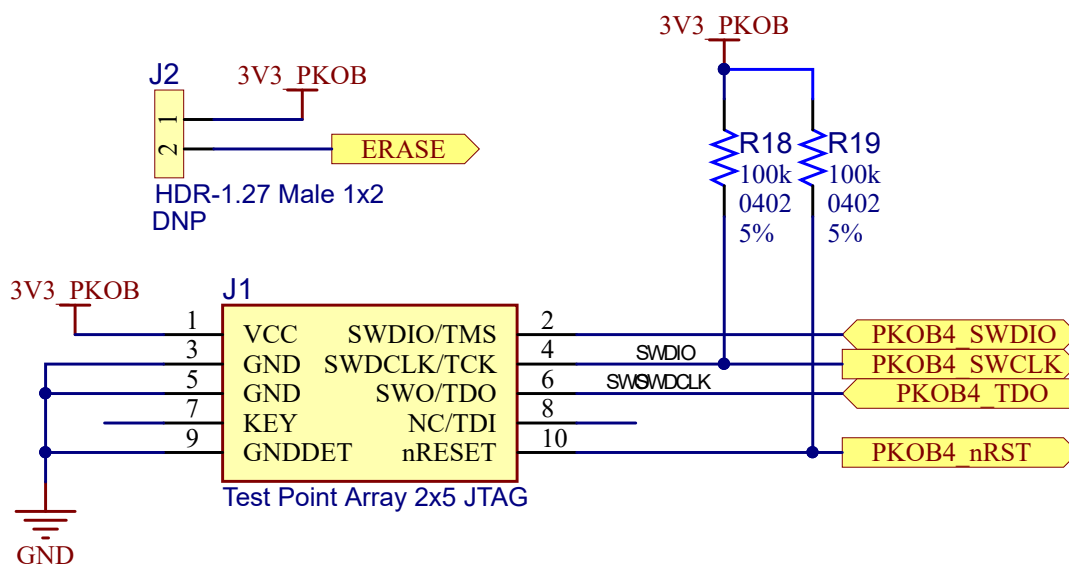 3V3_PKOB
J2
3V3_PKOB
1
2
ERASE
HDR-1.27 Male 1x2
DNP
R18
100k
0402
5%
R19
100k
0402
5%
3V3_PKOB
J1
1
VCC
SWDIO/TMS
2
PKOB4_SWDIO
3
GND
SWDCLK/TCK
4
SWDIO
PKOB4_SWCLK
5
GND
SWO/TDO
6
SWDCLK
PKOB4_TDO
7
KEY
NC/TDI
8
9
GNDDET
nRESET
10
PKOB4_nRST
Test Point Array 2x5 JTAG
GND